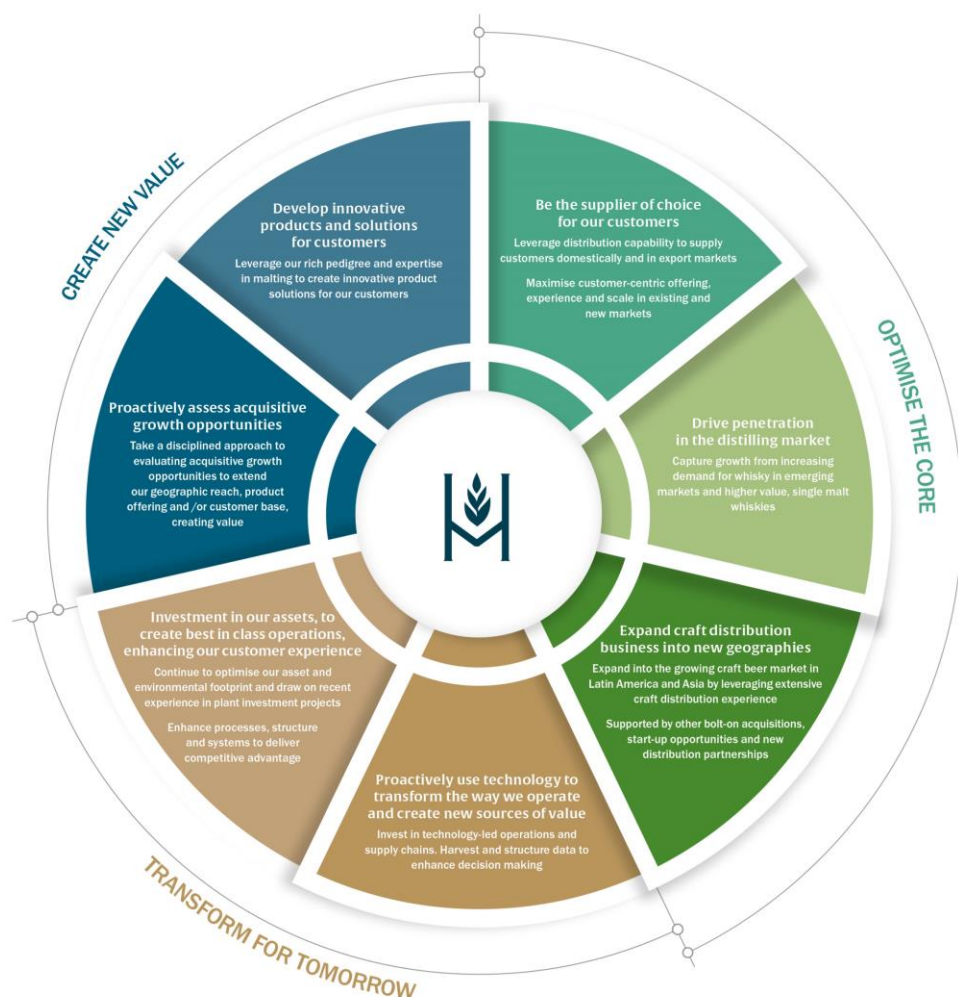 CREATE NEW VALUE
Develop innovative
products and solutions
for customers
Leverage our rich pedigree and expertise
in malting to create innovative product
solutions for our customers
Proactively assess acquisitive
growth opportunities
Take a disciplined approach to
evaluating acquisitive growth
opportunities to extend
our geographic reach, product
offering and /or customer base,
creating value
OPTIMISE THE CORE
Be the supplier of choice
for our customers
Leverage distribution capability to supply
customers domestically and in export markets
Maximise customer-centric offering,
experience and scale in existing and
new markets
Drive penetration
in the distilling market
Capture growth from increasing
demand for whisky in emerging
markets and higher value, single malt
whiskies
Expand craft distribution
business into new geographies
Expand into the growing craft beer market in
Latin America and Asia by leveraging extensive
craft distribution experience
Supported by other bolt-on acquisitions,
start-up opportunities and new
distribution partnerships
TRANSFORM FOR TOMORROW
Investment in our assets, to
create best in class operations,
enhancing our customer experience
Continue to optimise our asset and
environmental footprint and draw on recent
experience in plant investment projects
Enhance processes, structure
and systems to deliver
competitive advantage
Proactively use technology to
transform the way we operate
and create new sources of value
Invest in technology-led operations and
supply chains. Harvest and structure data to
enhance decision making